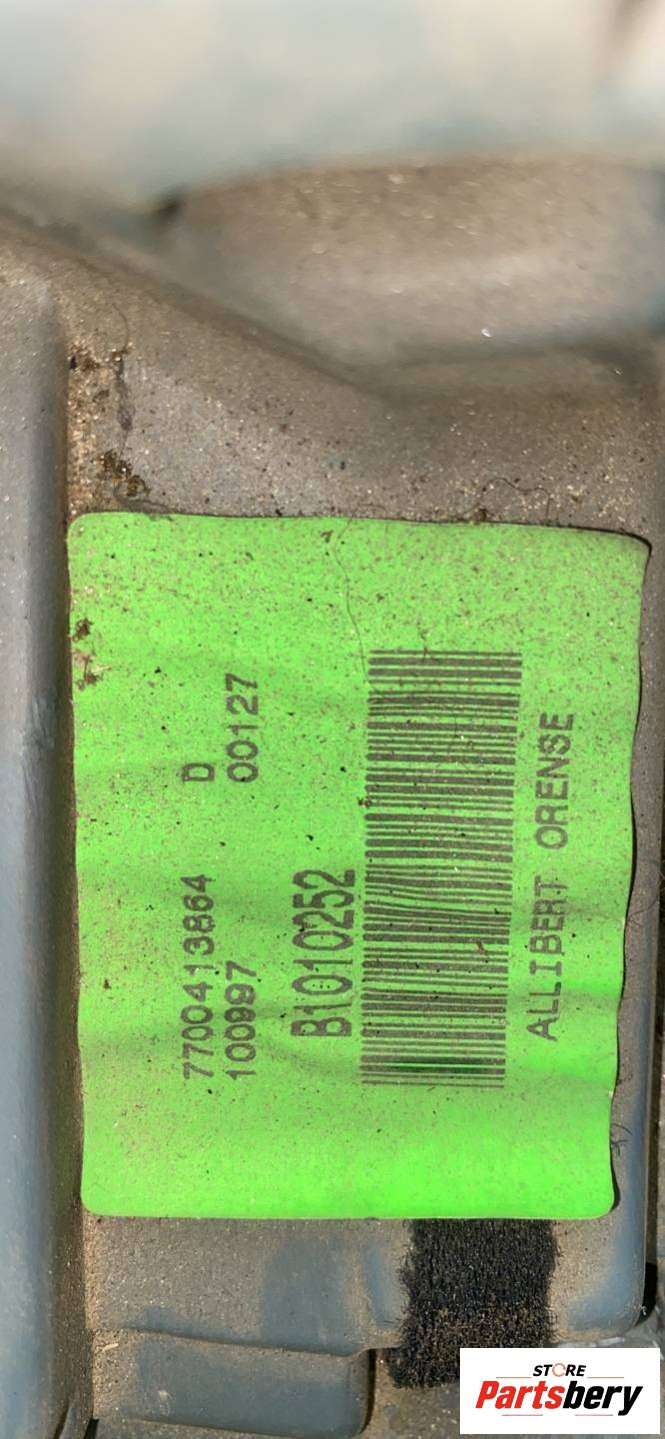 7700413864 D
100997 00127
B1010252
ALLIBERT ORENSE
STORE
Partsbery